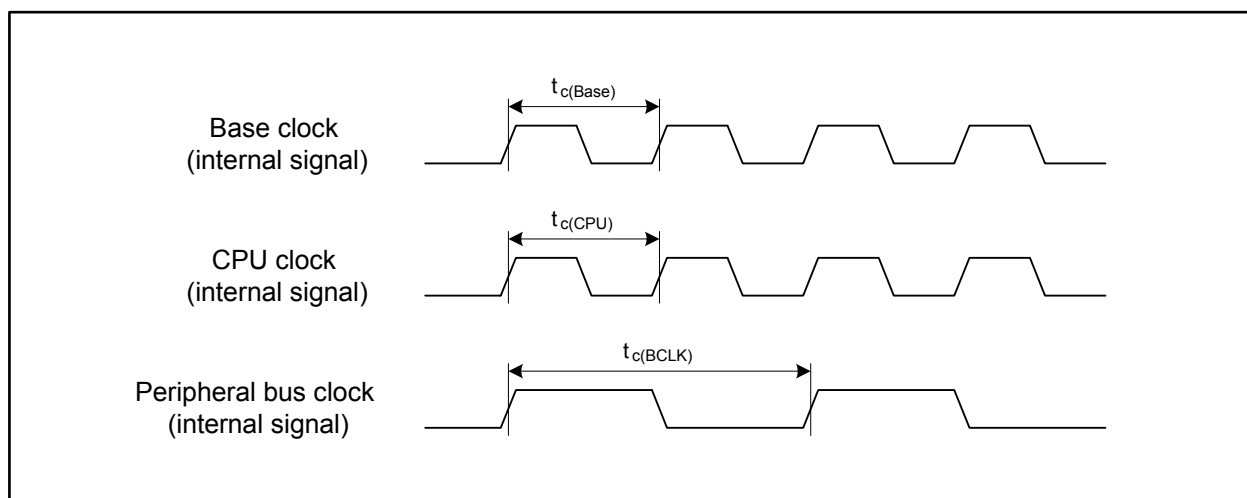 t c(Base)
Base clock
(internal signal)
t c(CPU)
CPU clock
(internal signal)
t c(BCLK)
Peripheral bus clock
(internal signal)